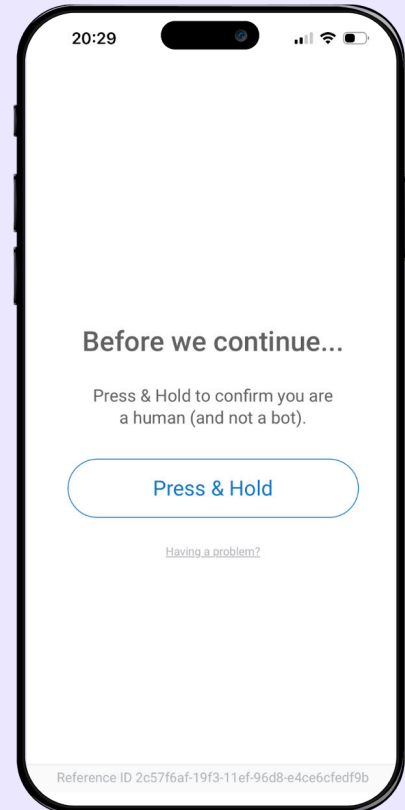 20:29
Before we continue...
Press & Hold to confirm you are
a human (and not a bot).
Press & Hold
Having a problem?
Reference ID 2c57f6af-19f3-11ef-96d8-e4ce6cfedf9b